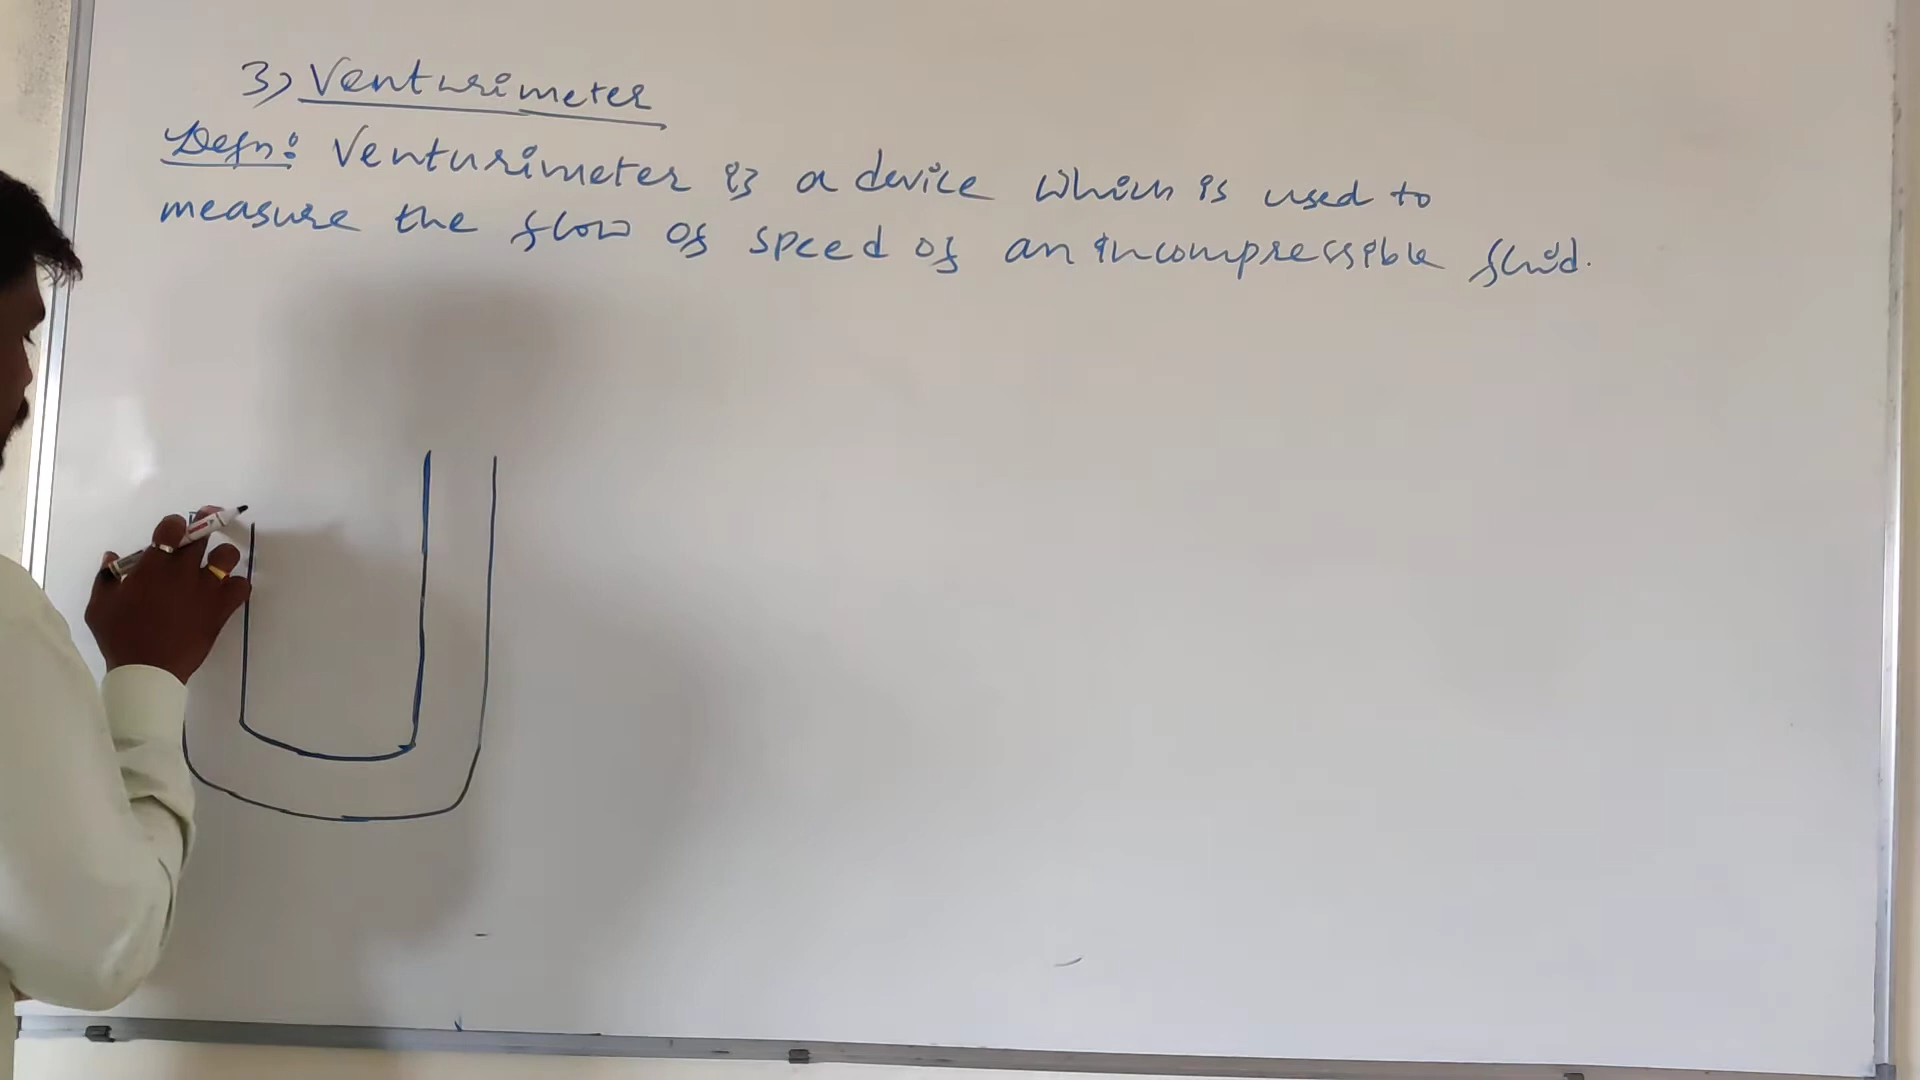 3) Venturimeter
Defn: Venturimeter is a device which is used to
measure the flow of speed of an incompressible fluid.